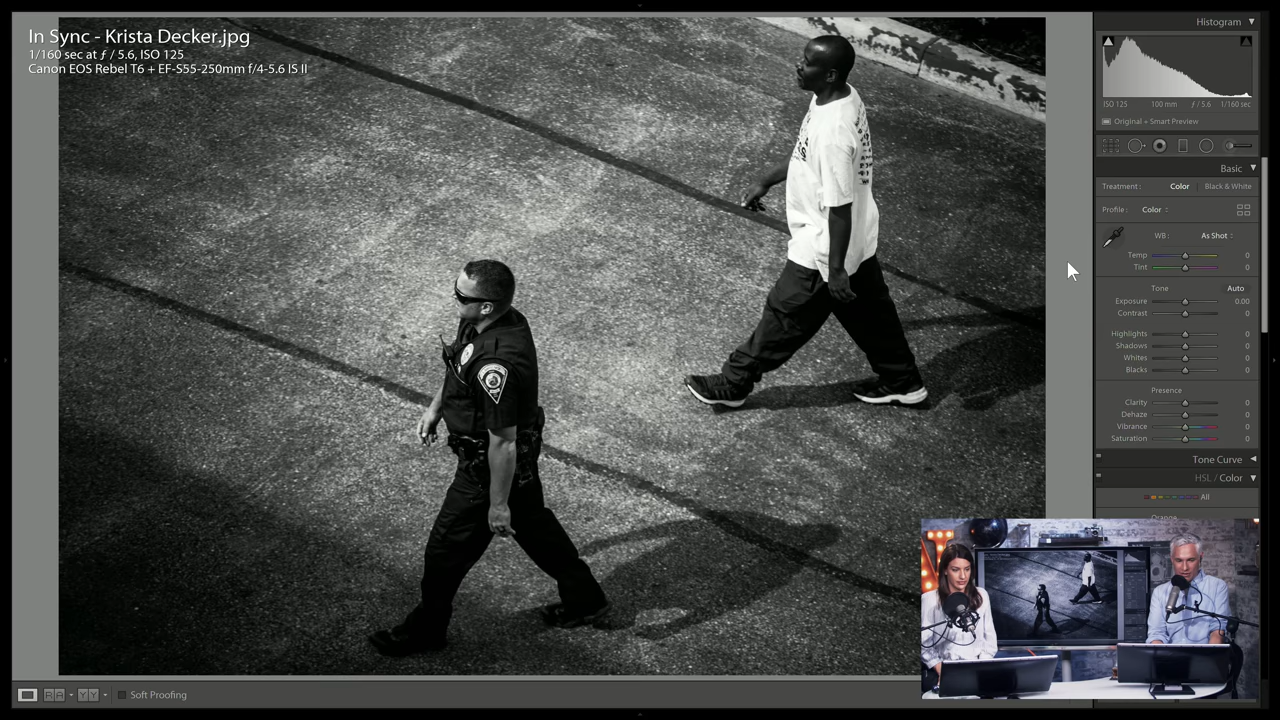 In Sync - Krista Decker.jpg
1/160 sec at ƒ / 5.6, ISO 125
Canon EOS Rebel T6 + EF-S55-250mm f/4-5.6 IS II
Histogram
ISO 125 100 mm ƒ / 5.6 1/160 sec
Original + Smart Preview
Basic
Treatment : Color Black & White
Profile : Color
WB : As Shot
Temp 0
Tint 0
Tone Auto
Exposure 0.00
Contrast 0
Highlights 0
Shadows 0
Whites 0
Blacks 0
Presence
Clarity 0
Dehaze 0
Vibrance 0
Saturation 0
Tone Curve
HSL / Color
All
Orange
Soft Proofing